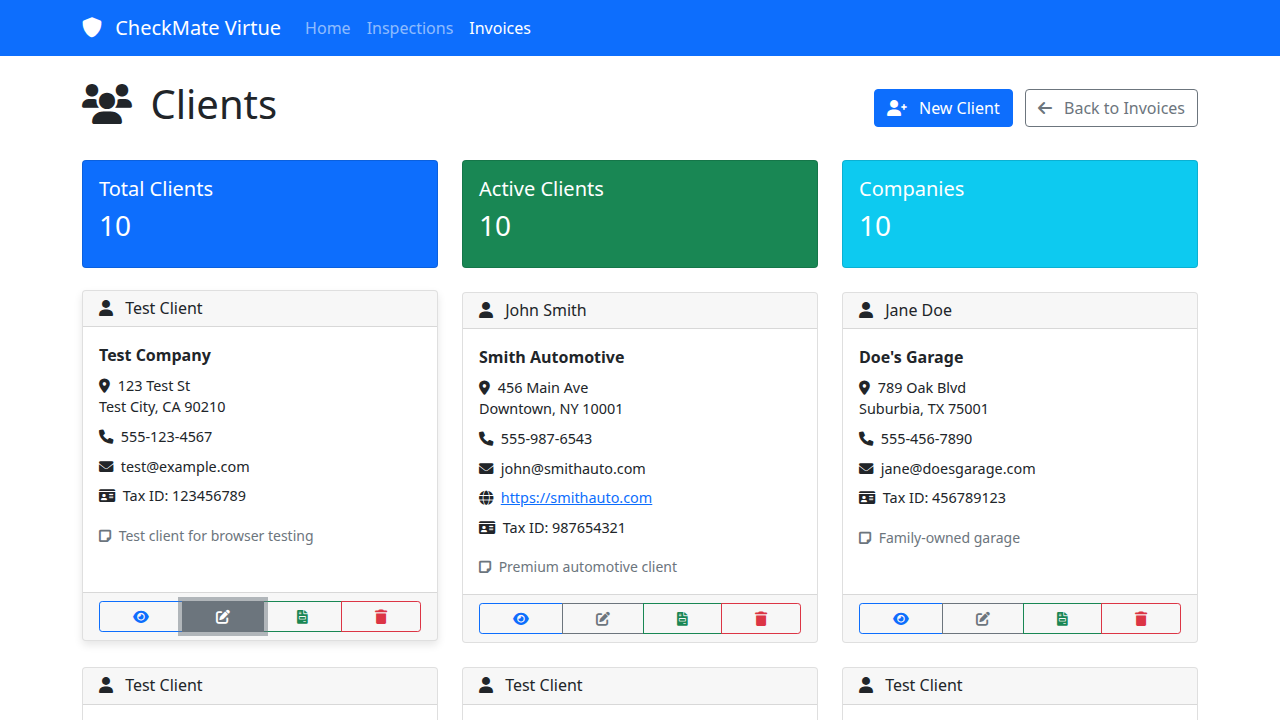 CheckMate Virtue
Home
Inspections
Invoices
Clients
New Client
Back to Invoices
Total Clients
10
Active Clients
10
Companies
10
Test Client
Test Company
123 Test St
Test City, CA 90210
555-123-4567
test@example.com
Tax ID: 123456789
Test client for browser testing
John Smith
Smith Automotive
456 Main Ave
Downtown, NY 10001
555-987-6543
john@smithauto.com
https://smithauto.com
Tax ID: 987654321
Premium automotive client
Jane Doe
Doe's Garage
789 Oak Blvd
Suburbia, TX 75001
555-456-7890
jane@doesgarage.com
Tax ID: 456789123
Family-owned garage
Test Client
Test Client
Test Client